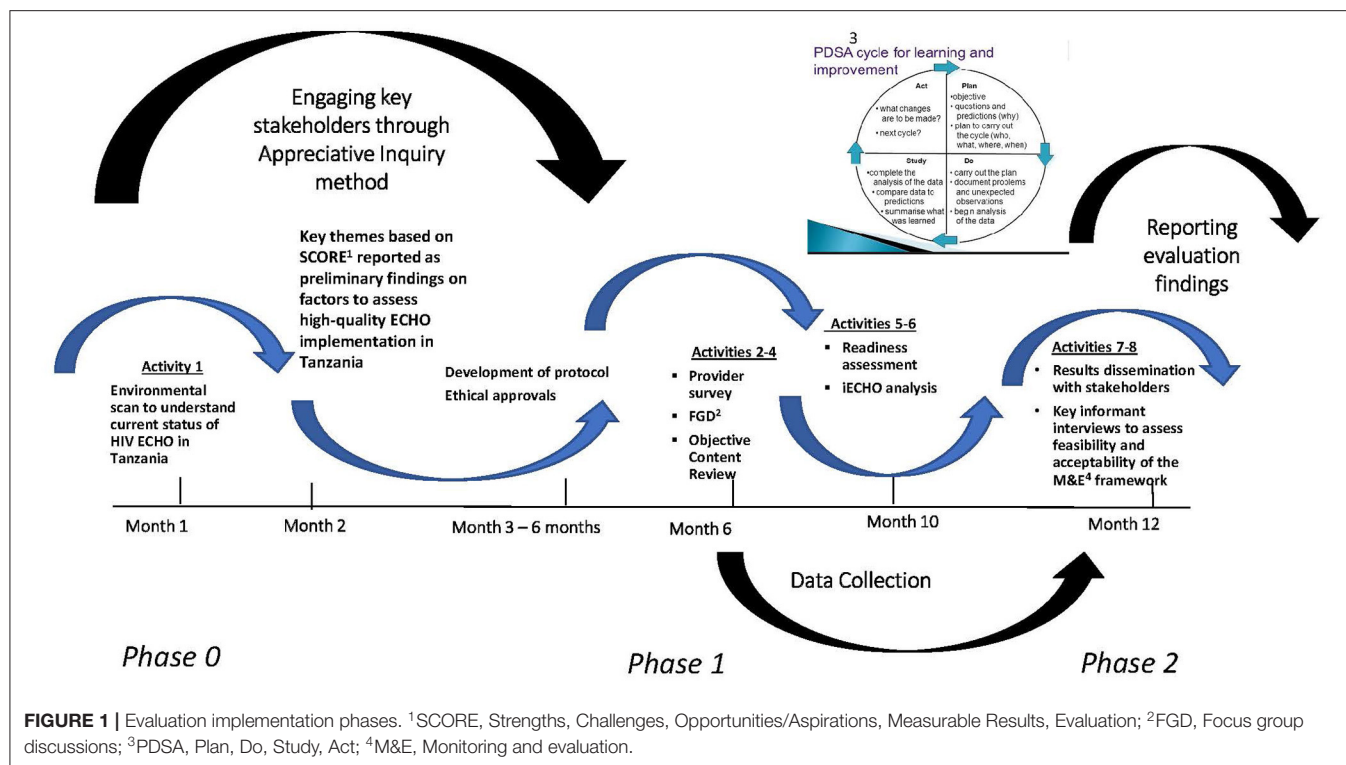 Engaging key
stakeholders through
Appreciative Inquiry
method
3
PDSA cycle for learning and
improvement
Act
• what changes
are to be made?
• next cycle?
Plan
•objective
• questions and
predictions (why)
• plan to carry out
the cycle (who,
what, where, when)
Study
•complete the
analysis of the data
• compare data to
predictions
• summarise what
was learned
Do
• carry out the plan
• document problems
and unexpected
observations
• begin analysis
of the data
Reporting
evaluation
findings
Key themes based on
SCORE¹ reported as
preliminary findings on
factors to assess
high-quality ECHO
implementation in
Tanzania
Activity 1
Environmental
scan to understand
current status of
HIV ECHO in
Tanzania
Development of protocol
Ethical approvals
Activities 2-4
▪ Provider
survey
▪ FGD²
▪ Objective
Content
Review
Activities 5-6
▪ Readiness
assessment
▪ iECHO analysis
Activities 7-8
• Results dissemination
with stakeholders
• Key informant
interviews to assess
feasibility and
acceptability of the
M&E⁴ framework
Month 1
Month 2
Month 3 – 6 months
Month 6
Month 10
Month 12
Data Collection
Phase 0
Phase 1
Phase 2
FIGURE 1 | Evaluation implementation phases. ¹SCORE, Strengths, Challenges, Opportunities/Aspirations, Measurable Results, Evaluation; ²FGD, Focus group
discussions; ³PDSA, Plan, Do, Study, Act; ⁴M&E, Monitoring and evaluation.